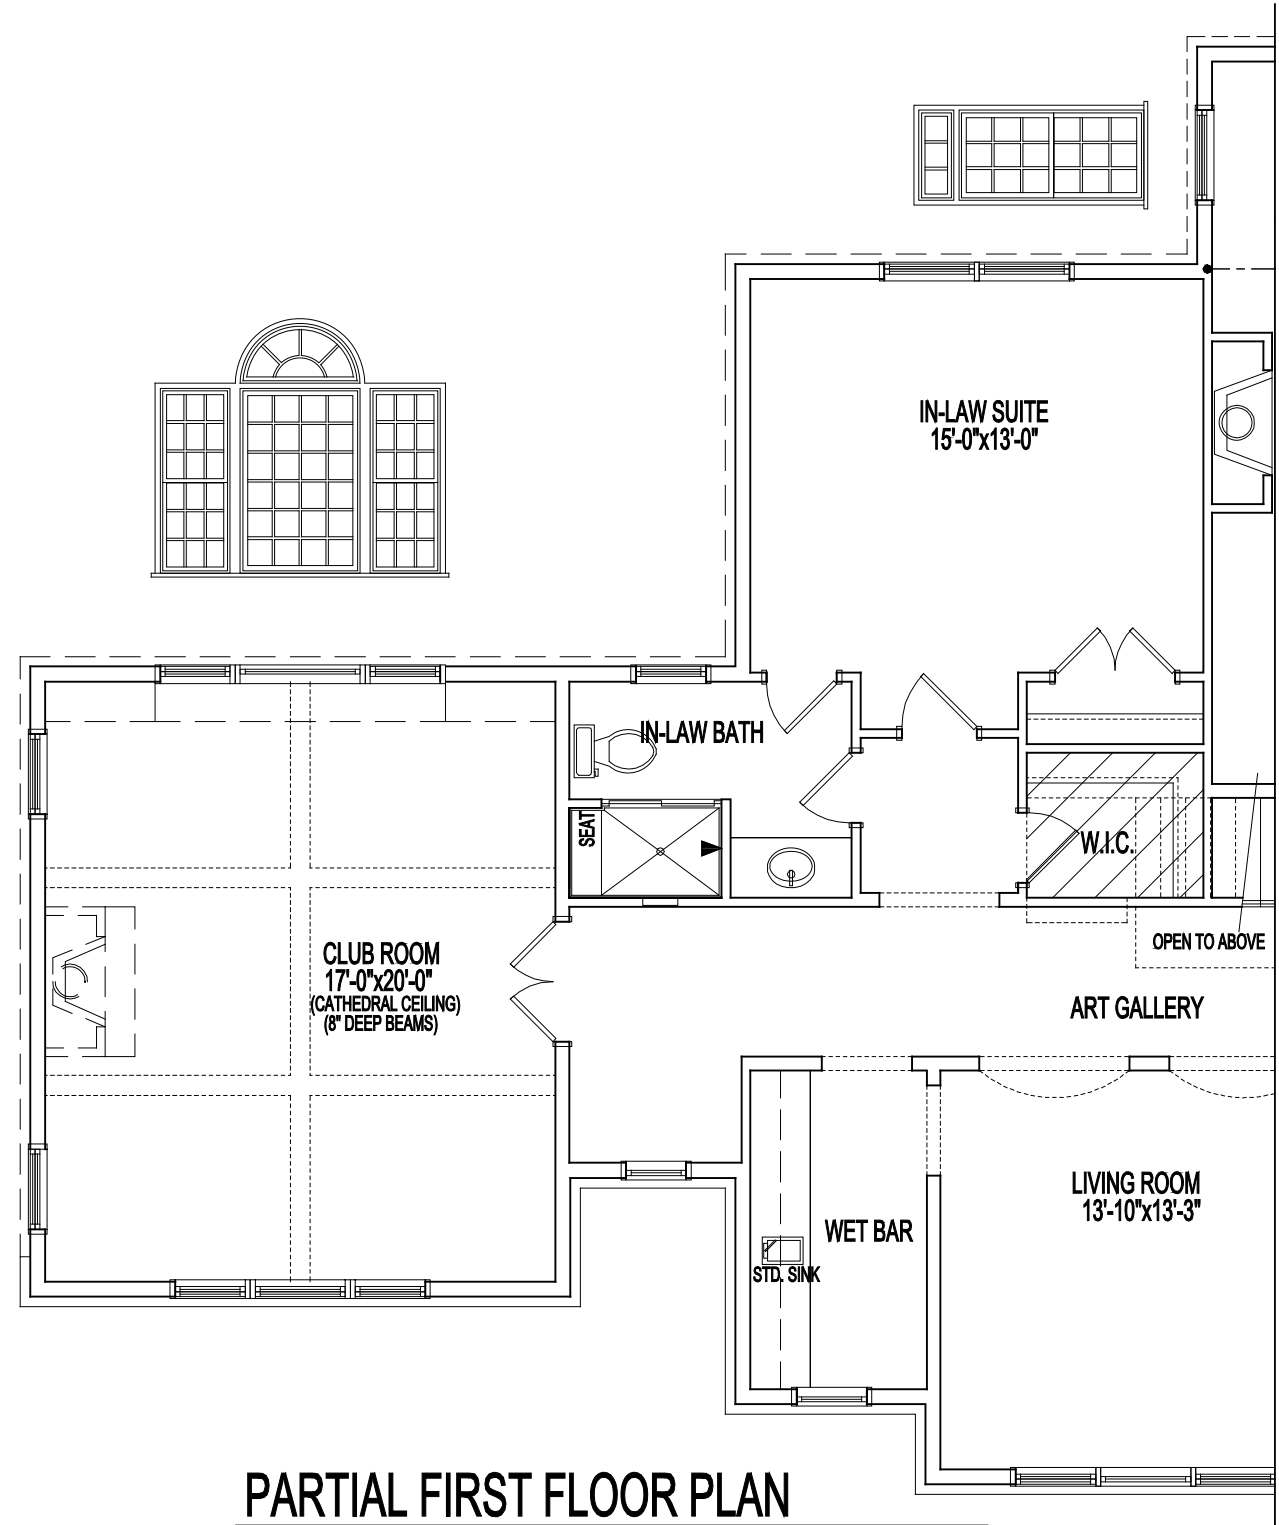 IN-LAW SUITE
15'-0"x13'-0"
IN-LAW BATH
SEAT
W.I.C.
OPEN TO ABOVE
CLUB ROOM
17'-0"x20'-0"
(CATHEDRAL CEILING)
(8" DEEP BEAMS)
ART GALLERY
LIVING ROOM
13'-10"x13'-3"
WET BAR
STD. SINK
PARTIAL FIRST FLOOR PLAN